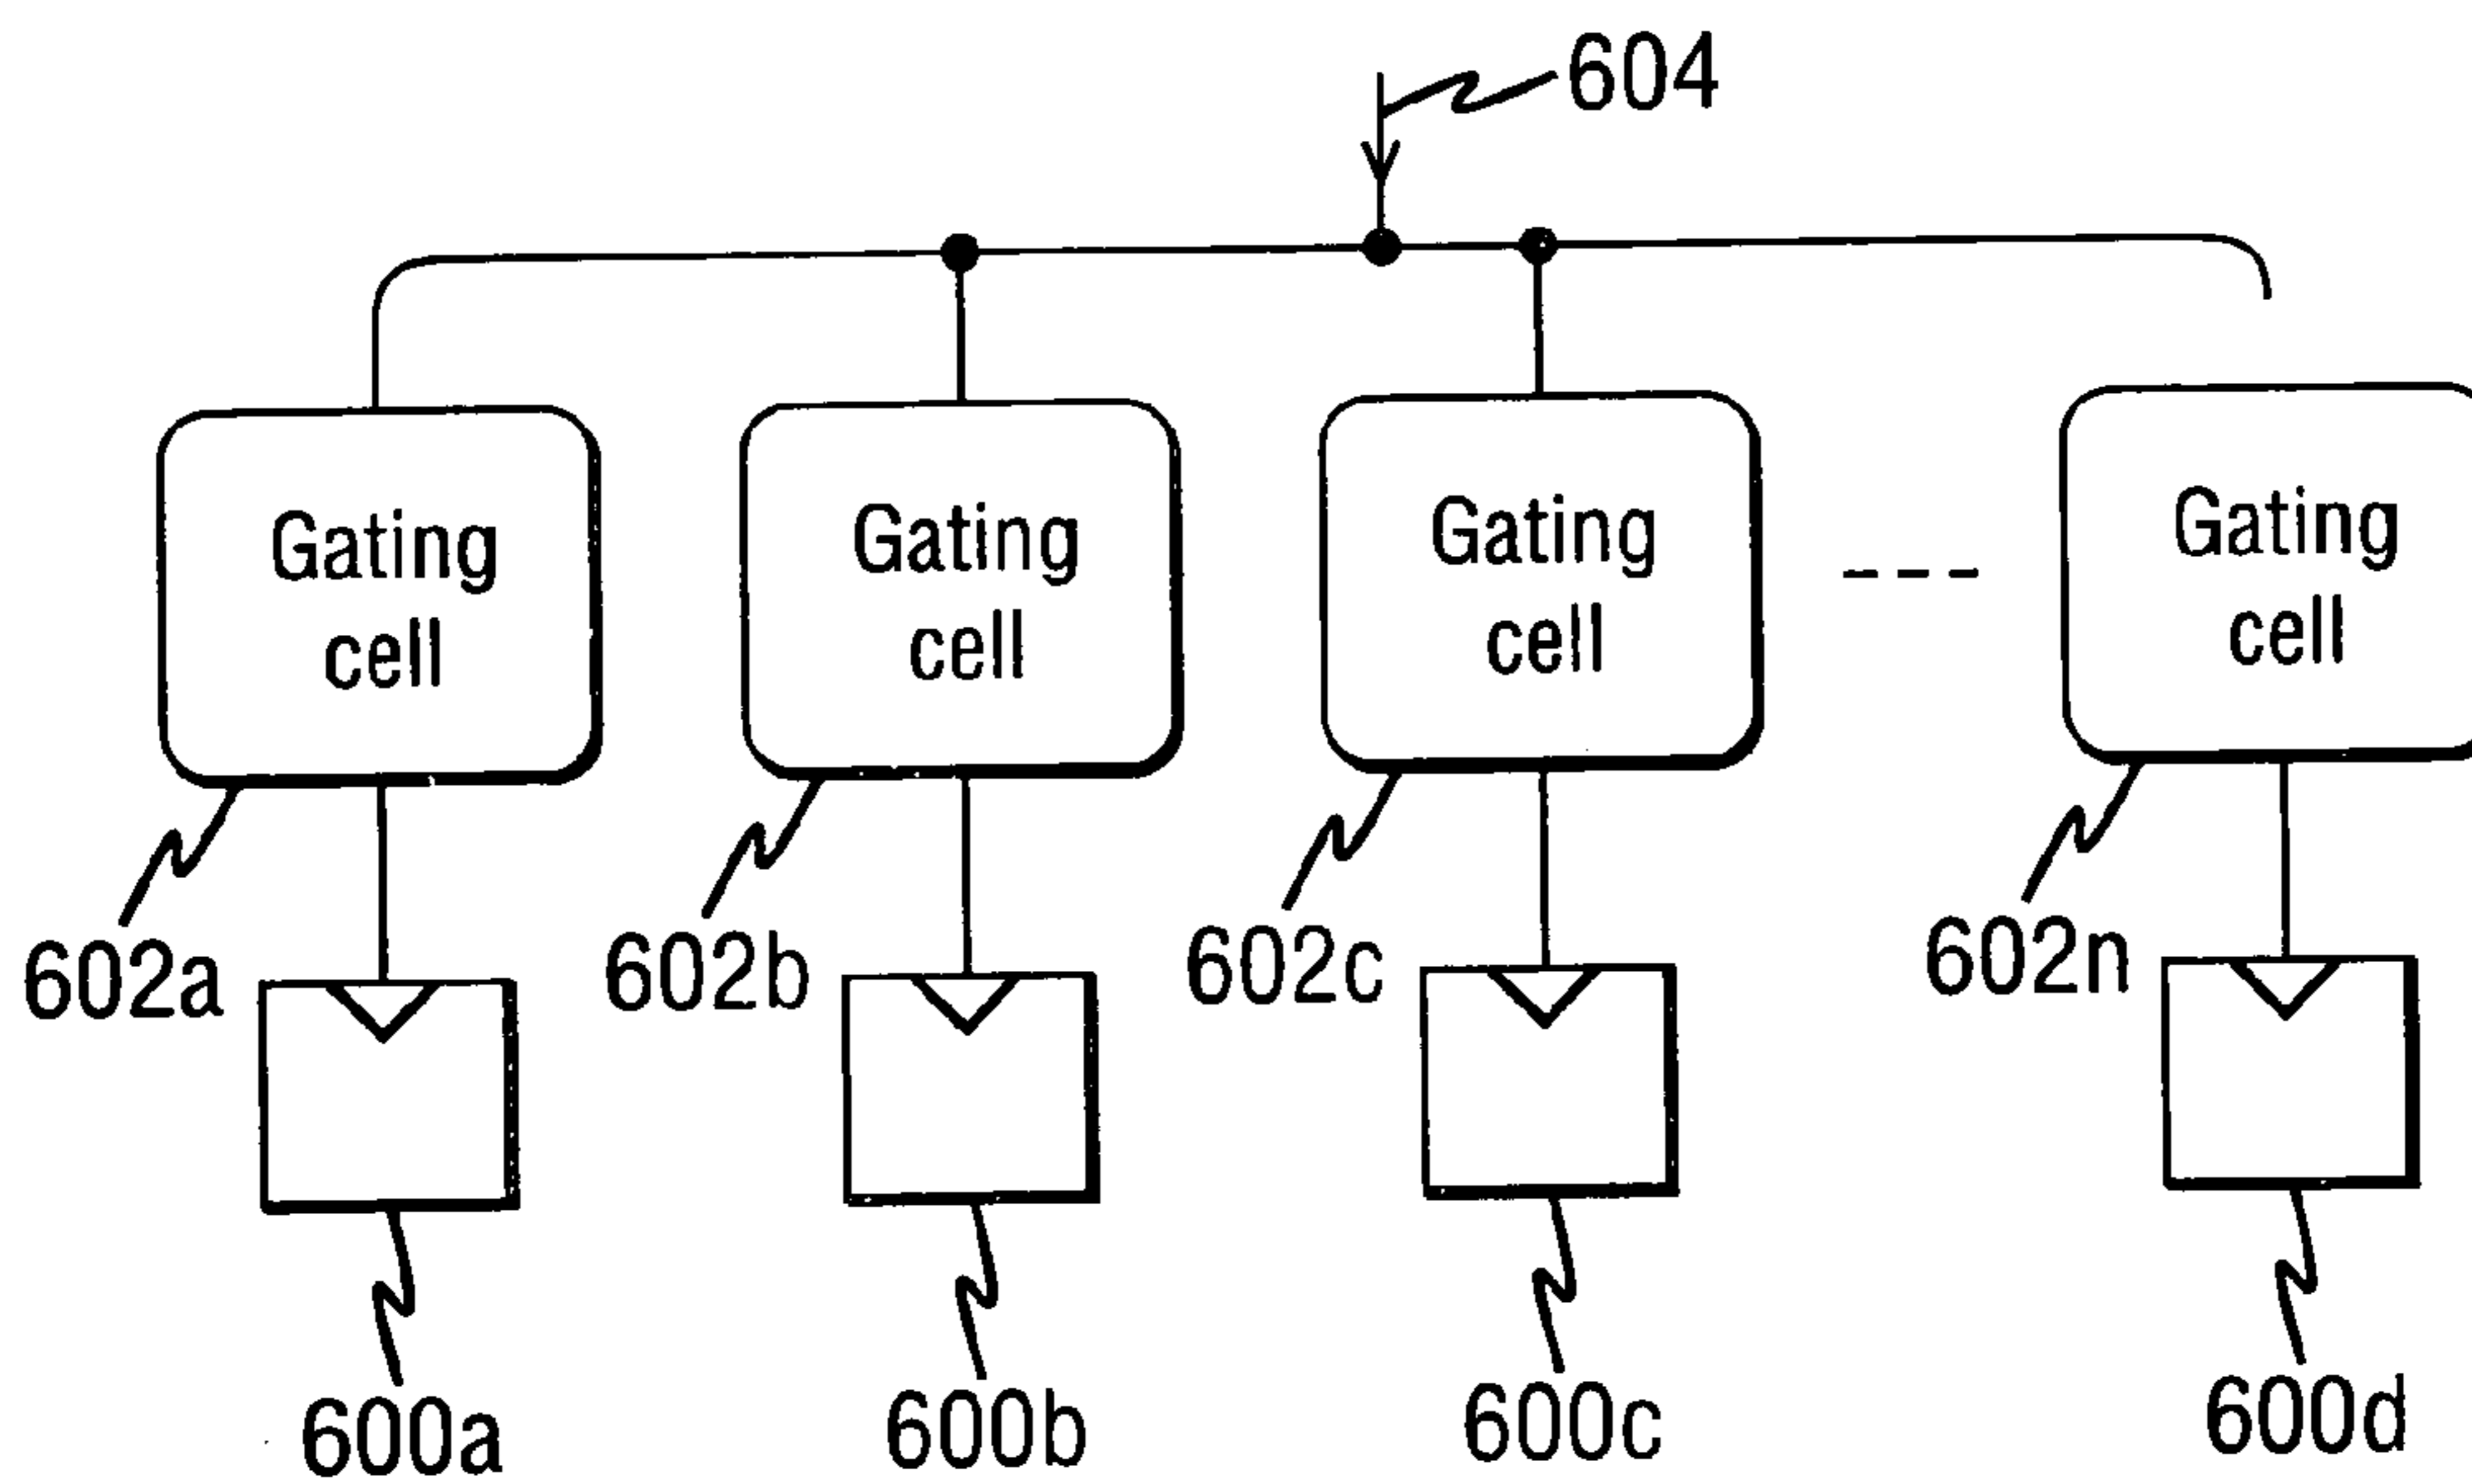 604
Gating
cell
Gating
cell
Gating
cell
Gating
cell
602a
602b
602c
602n
600a
600b
600c
600d